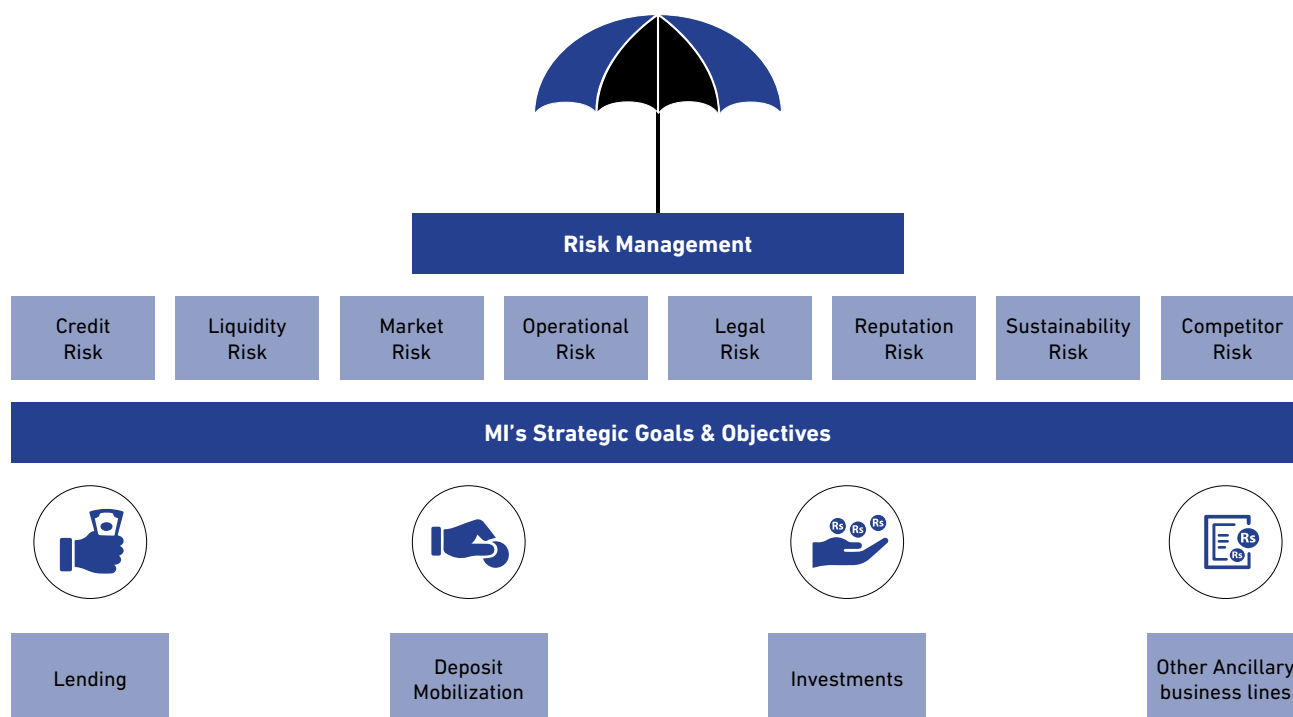 Risk Management
Credit
Risk
Liquidity
Risk
Market
Risk
Operational
Risk
Legal
Risk
Reputation
Risk
Sustainability
Risk
Competitor
Risk
MI's Strategic Goals & Objectives
Rs Rs Rs
Rs
Rs
Lending
Deposit
Mobilization
Investments
Other Ancillary
business lines